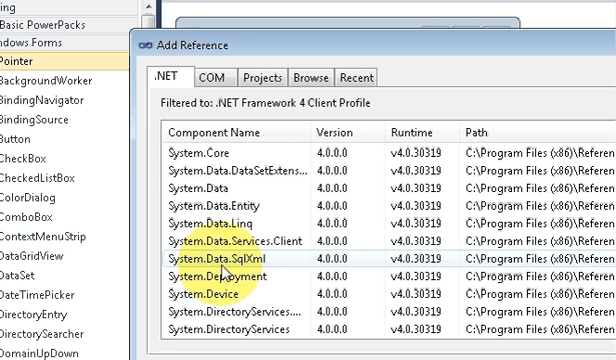 ing
Basic PowerPacks
ndows Forms
Pointer
BackgroundWorker
BindingNavigator
BindingSource
Button
CheckBox
CheckedListBox
ColorDialog
ComboBox
ContextMenuStrip
DataGridView
DataSet
DateTimePicker
DirectoryEntry
DirectorySearcher
DomainUpDown
Add Reference
.NET COM Projects Browse Recent
Filtered to: .NET Framework 4 Client Profile
Component Name Version Runtime Path
System.Core 4.0.0.0 v4.0.30319 C:\Program Files (x86)\Referen
System.Data.DataSetExtens... 4.0.0.0 v4.0.30319 C:\Program Files (x86)\Referen
System.Data 4.0.0.0 v4.0.30319 C:\Program Files (x86)\Referen
System.Data.Entity 4.0.0.0 v4.0.30319 C:\Program Files (x86)\Referen
System.Data.Linq 4.0.0.0 v4.0.30319 C:\Program Files (x86)\Referen
System.Data.Services.Client 4.0.0.0 v4.0.30319 C:\Program Files (x86)\Referen
System.Data.SqlXml 4.0.0.0 v4.0.30319 C:\Program Files (x86)\Referen
System.Deployment 4.0.0.0 v4.0.30319 C:\Program Files (x86)\Referen
System.Device 4.0.0.0 v4.0.30319 C:\Program Files (x86)\Referen
System.DirectoryServices.... 4.0.0.0 v4.0.30319 C:\Program Files (x86)\Referen
System.DirectoryServices 4.0.0.0 v4.0.30319 C:\Program Files (x86)\Referen